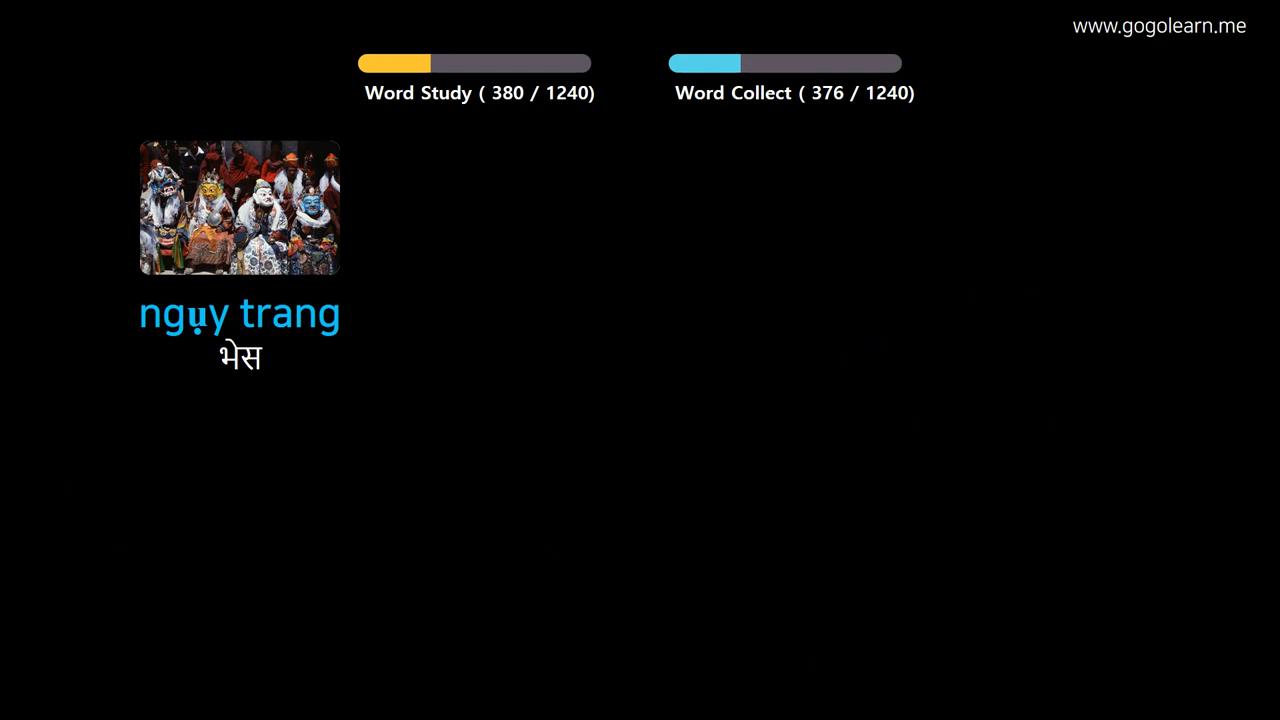 www.gogolearn.me
Word Study ( 380 / 1240)
Word Collect ( 376 / 1240)
ngụy trang
भेस